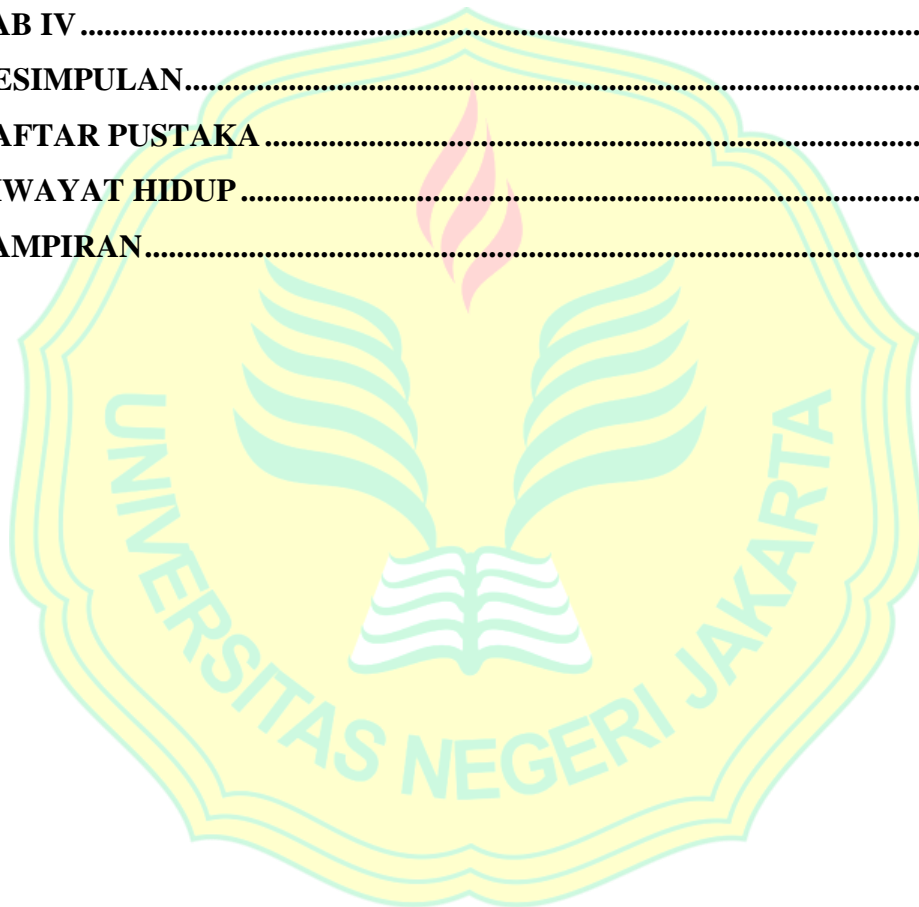 AB IV ........................................................................................................
ESIMPULAN...........................................................................................
AFTAR PUSTAKA .................................................................................
IWAYAT HIDUP ....................................................................................
AMPIRAN................................................................................................
UNIVERSITAS NEGERI JAKARTA